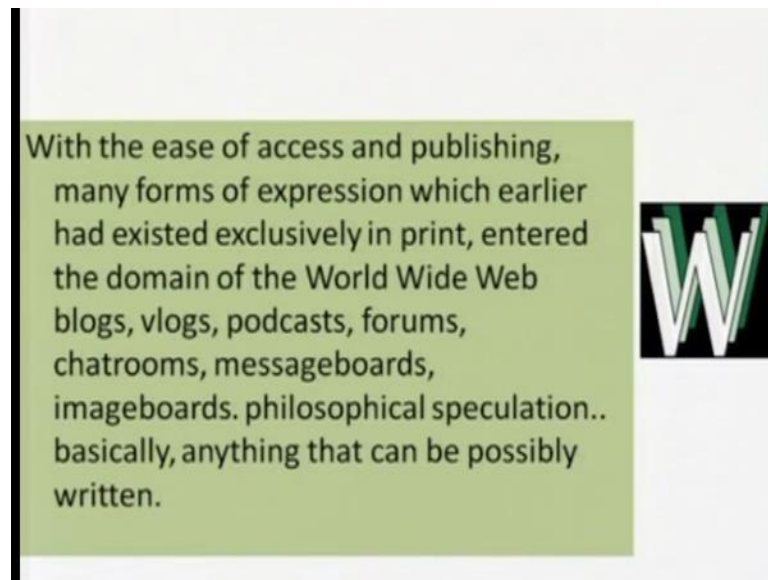 With the ease of access and publishing,
many forms of expression which earlier
had existed exclusively in print, entered
the domain of the World Wide Web
blogs, vlogs, podcasts, forums,
chatrooms, messageboards,
imageboards. philosophical speculation..
basically, anything that can be possibly
written.
WWW